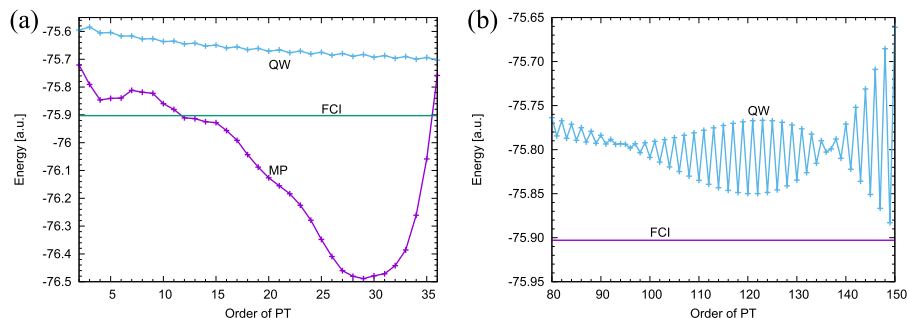 (a)
Energy [a.u.]
-75.6
-75.7
-75.8
-75.9
-76
-76.1
-76.2
-76.3
-76.4
-76.5
QW
FCI
MP
5 10 15 20 25 30 35
Order of PT
(b)
Energy [a.u.]
-75.65
-75.70
-75.75
-75.80
-75.85
-75.90
-75.95
QW
FCI
80 90 100 110 120 130 140 150
Order of PT